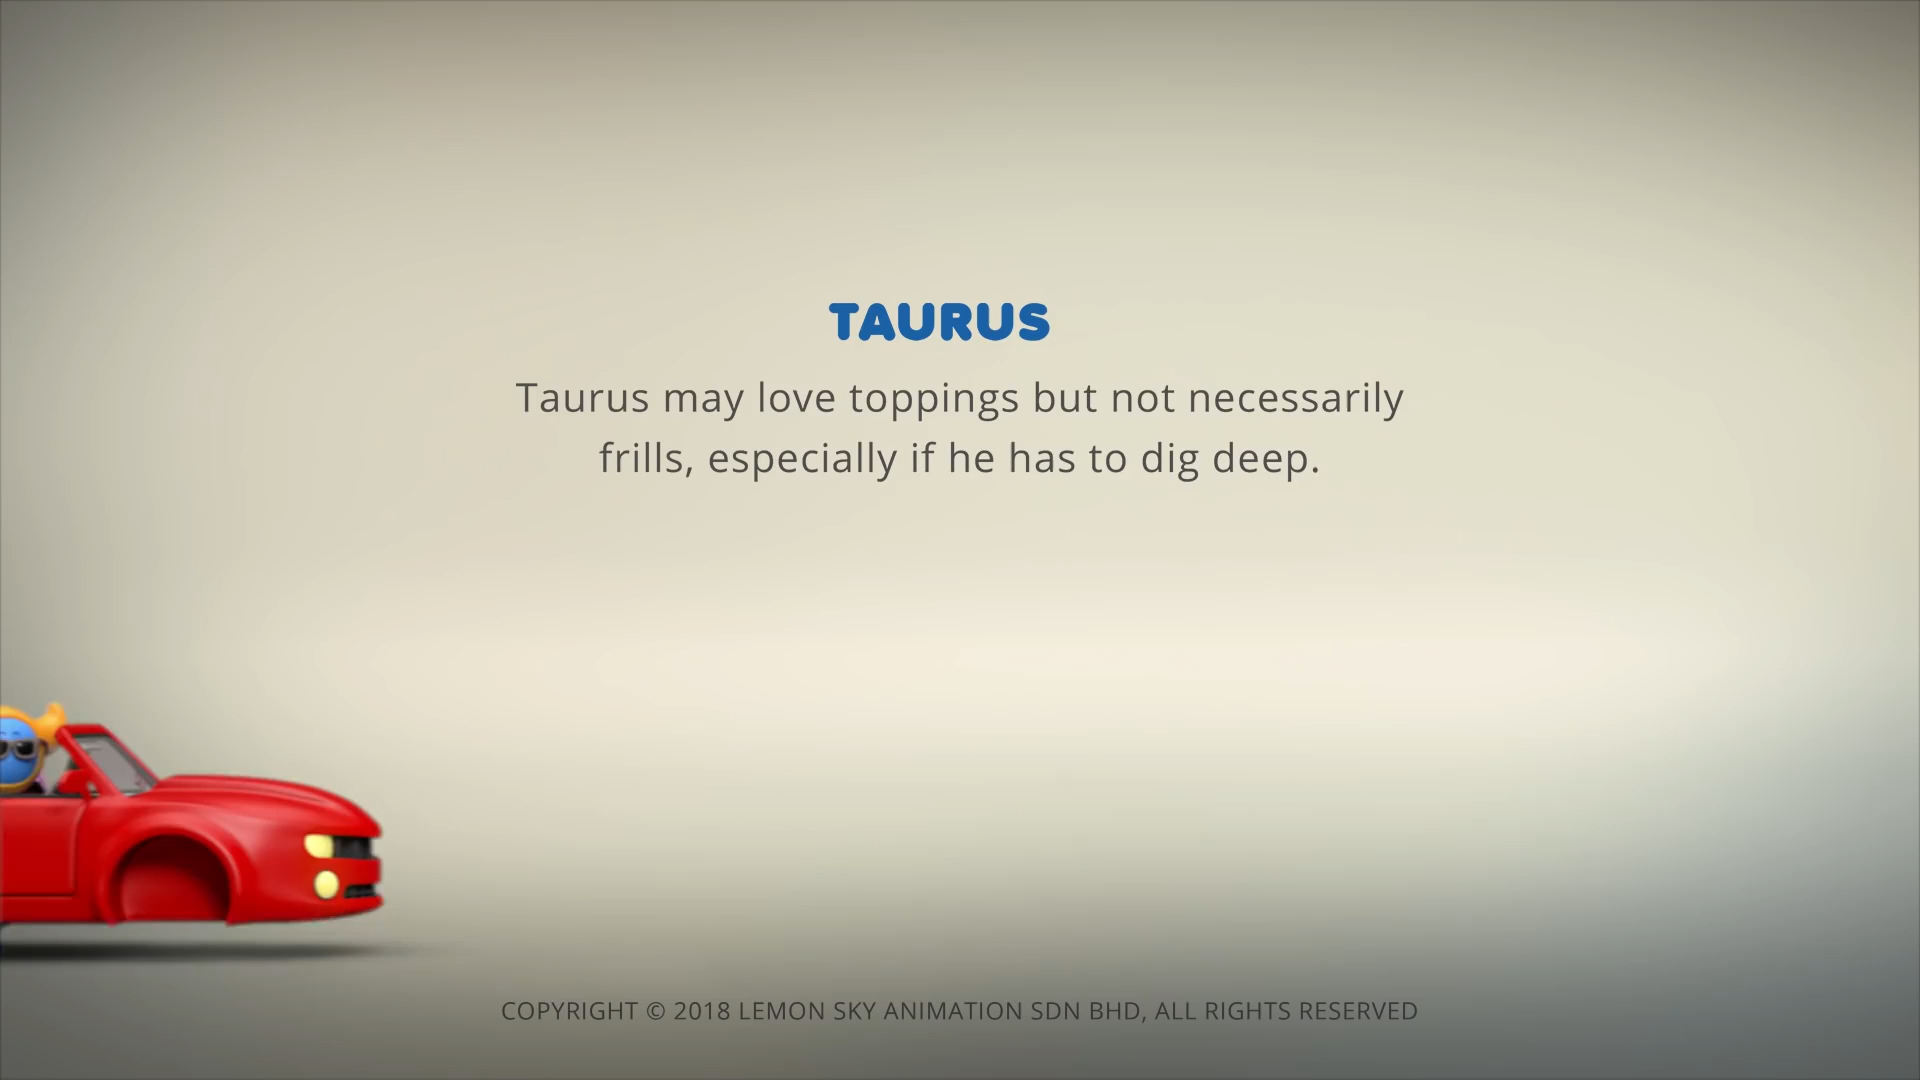 TAURUS
Taurus may love toppings but not necessarily
frills, especially if he has to dig deep.
COPYRIGHT © 2018 LEMON SKY ANIMATION SDN BHD, ALL RIGHTS RESERVED